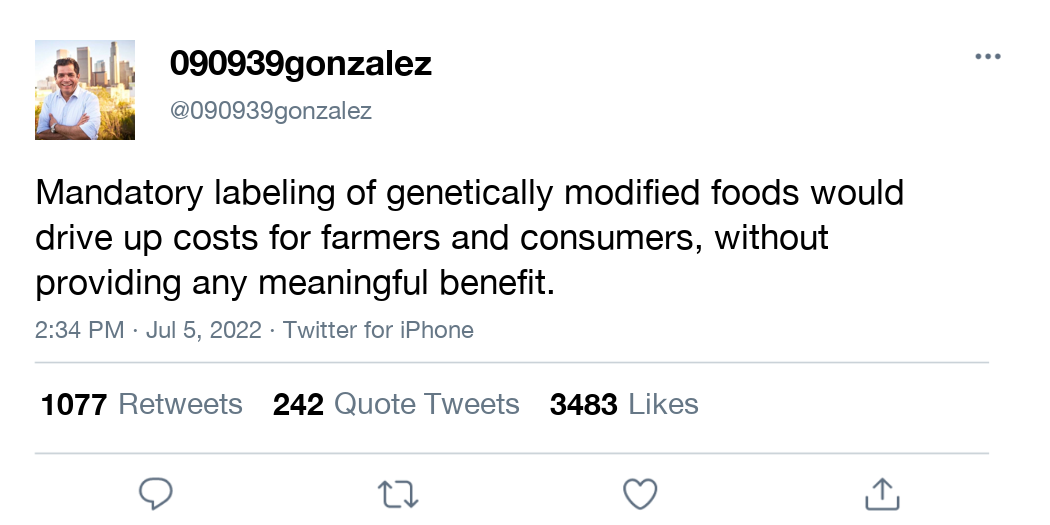 090939gonzalez
@090939gonzalez
Mandatory labeling of genetically modified foods would
drive up costs for farmers and consumers, without
providing any meaningful benefit.
2:34 PM · Jul 5, 2022 · Twitter for iPhone
1077 Retweets 242 Quote Tweets 3483 Likes